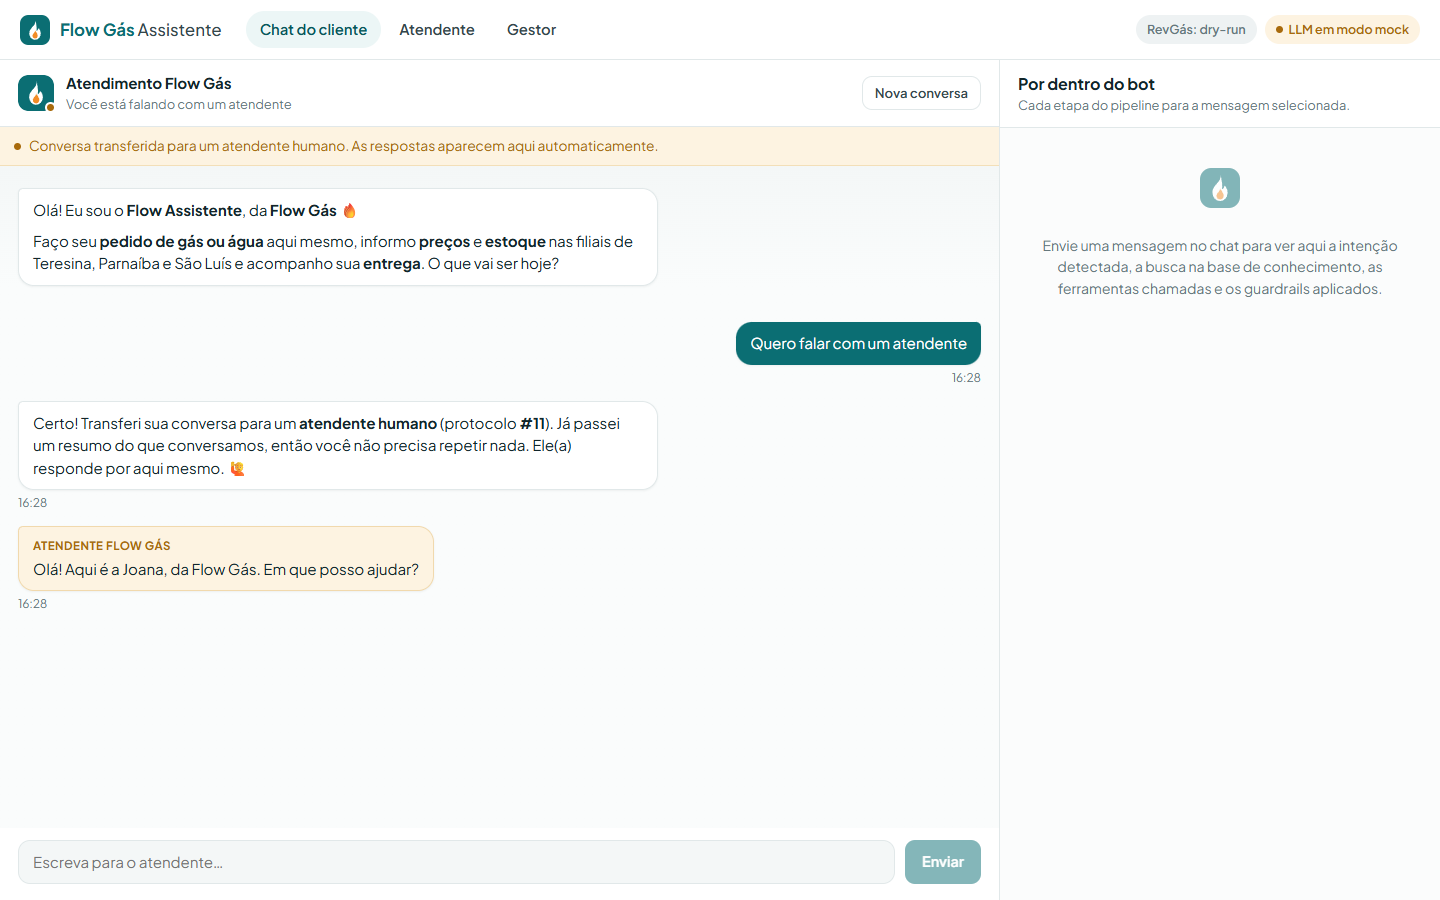 Flow Gás Assistente
Chat do cliente
Atendente
Gestor
RevGás: dry-run
LLM em modo mock
Atendimento Flow Gás
Você está falando com um atendente
Nova conversa
Conversa transferida para um atendente humano. As respostas aparecem aqui automaticamente.
Olá! Eu sou o Flow Assistente, da Flow Gás 🔥
Faço seu pedido de gás ou água aqui mesmo, informo preços e estoque nas filiais de
Teresina, Parnaíba e São Luís e acompanho sua entrega. O que vai ser hoje?
Quero falar com um atendente
16:28
Certo! Transferi sua conversa para um atendente humano (protocolo #11). Já passei
um resumo do que conversamos, então você não precisa repetir nada. Ele(a)
responde por aqui mesmo.
16:28
ATENDENTE FLOW GÁS
Olá! Aqui é a Joana, da Flow Gás. Em que posso ajudar?
16:28
Escreva para o atendente…
Enviar
Por dentro do bot
Cada etapa do pipeline para a mensagem selecionada.
Envie uma mensagem no chat para ver aqui a intenção
detectada, a busca na base de conhecimento, as
ferramentas chamadas e os guardrails aplicados.